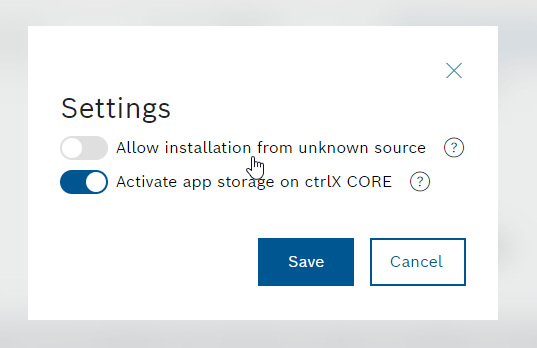 Settings
Allow installation from unknown source ?
Activate app storage on ctrlX CORE ?
Save Cancel